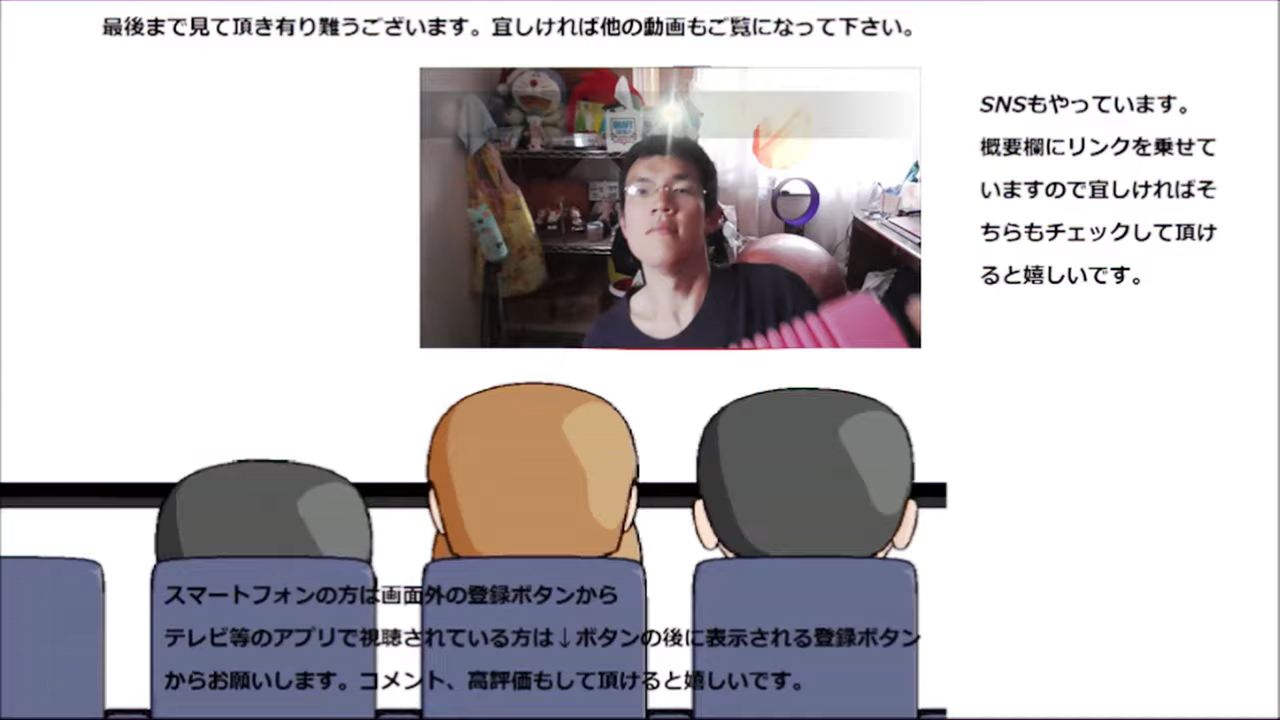 最後まで見て頂き有り難うございます。宜しければ他の動画もご覧になって下さい。
SNSもやっています。
概要欄にリンクを乗せて
いますので宜しければそ
ちらもチェックして頂け
ると嬉しいです。
スマートフォンの方は画面外の登録ボタンから
テレビ等のアプリで視聴されている方は↓ボタンの後に表示される登録ボタン
からお願いします。コメント、高評価もして頂けると嬉しいです。